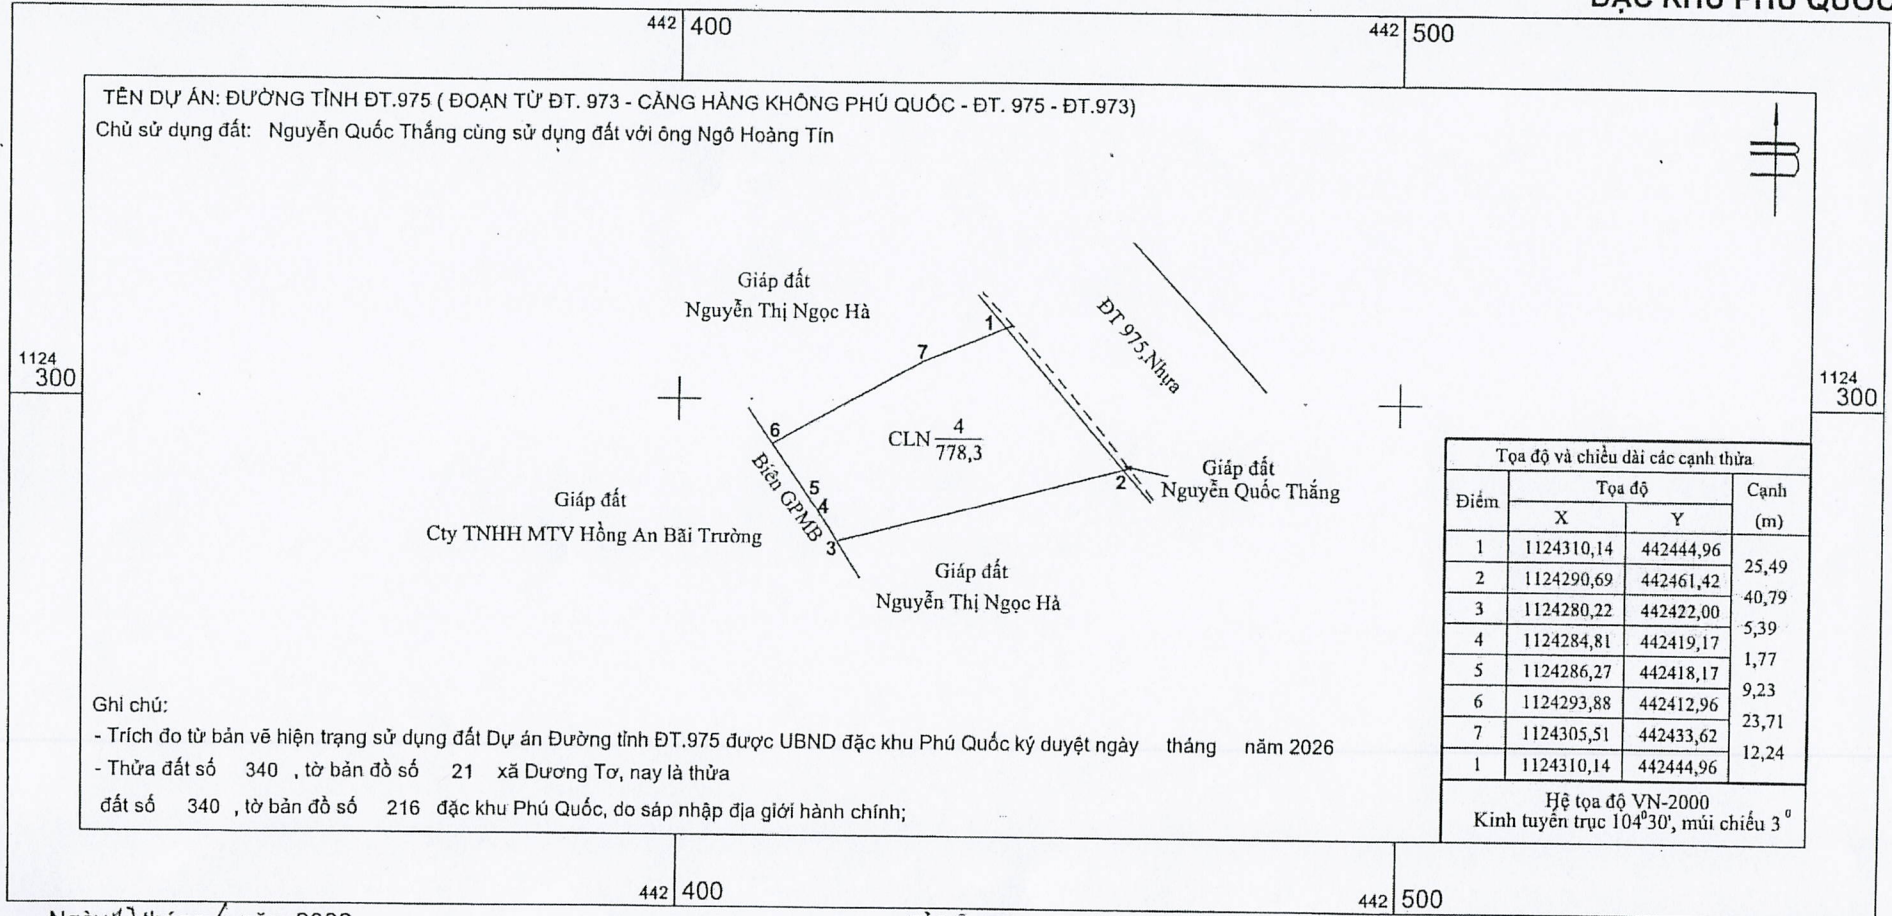 ĐẶC KHU PHÚ QUỐC
442 400
442 500
TÊN DỰ ÁN: ĐƯỜNG TỈNH ĐT.975 ( ĐOẠN TỪ ĐT. 973 - CẢNG HÀNG KHÔNG PHÚ QUỐC - ĐT. 975 - ĐT.973)
Chủ sử dụng đất: Nguyễn Quốc Thắng cùng sử dụng đất với ông Ngô Hoàng Tín
B
Giáp đất
Nguyễn Thị Ngọc Hà
1
ĐT 975,Nhựa
7
1124
300
1124
300
6
CLN 4
778,3
Biên GPMB
5
4
3
2
Giáp đất
Nguyễn Quốc Thắng
Giáp đất
Cty TNHH MTV Hồng An Bãi Trường
Giáp đất
Nguyễn Thị Ngọc Hà
Tọa độ và chiều dài các cạnh thửa
Điểm Tọa độ Cạnh
X Y (m)
1 1124310,14 442444,96
25,49
2 1124290,69 442461,42
40,79
3 1124280,22 442422,00
5,39
4 1124284,81 442419,17
1,77
5 1124286,27 442418,17
9,23
6 1124293,88 442412,96
23,71
7 1124305,51 442433,62
12,24
1 1124310,14 442444,96
Hệ tọa độ VN-2000
Kinh tuyến trục 104⁰30', múi chiếu 3⁰
Ghi chú:
- Trích đo từ bản vẽ hiện trạng sử dụng đất Dự án Đường tỉnh ĐT.975 được UBND đặc khu Phú Quốc ký duyệt ngày tháng năm 2026
- Thửa đất số 340 , tờ bản đồ số 21 xã Dương Tơ, nay là thửa
đất số 340 , tờ bản đồ số 216 đặc khu Phú Quốc, do sáp nhập địa giới hành chính;
442 400
442 500